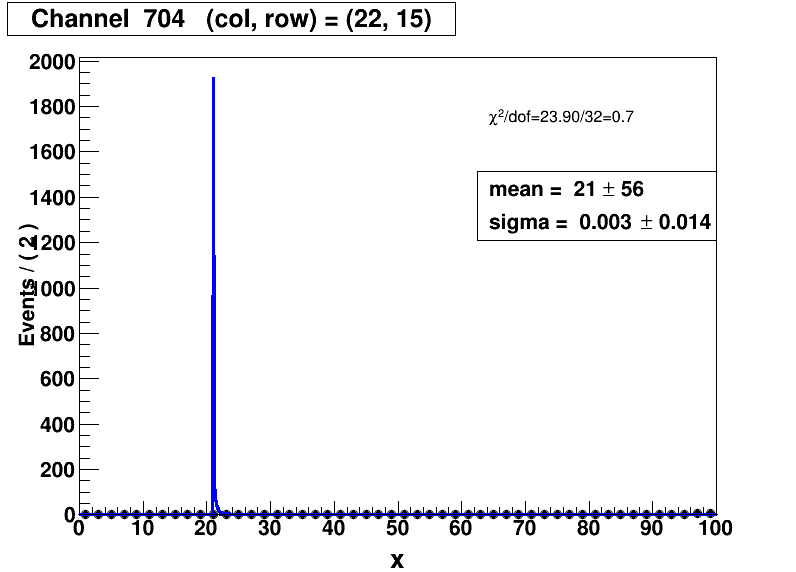 Channel 704 (col, row) = (22, 15)
2000
1800
1600
1400
1200
1000
800
600
400
200
0
Events / ( 2 )
χ²/dof=23.90/32=0.7
mean = 21 ± 56
sigma = 0.003 ± 0.014
0 10 20 30 40 50 60 70 80 90 100
x